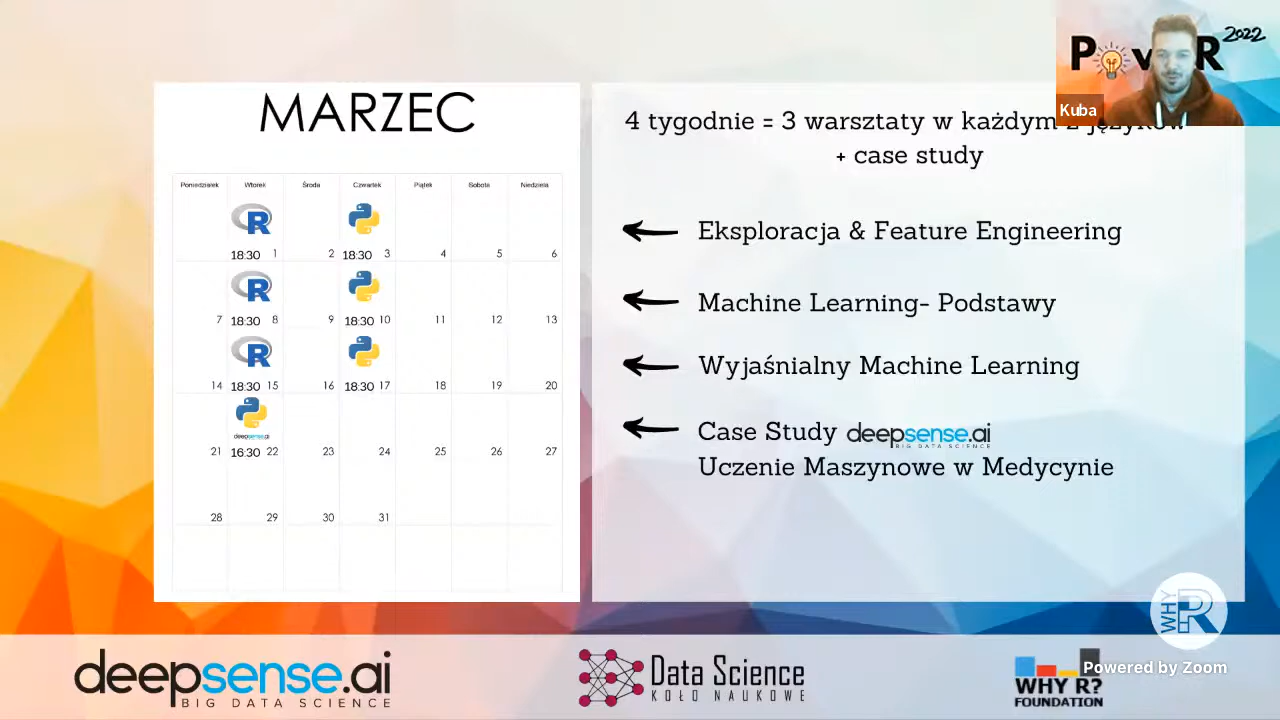 2022
P w R
Kuba
MARZEC
Poniedziałek Wtorek Środa Czwartek Piątek Sobota Niedziela
R
18:30 1 2 18:30 3 4 5 6
R
7 18:30 8 9 18:30 10 11 12 13
R
14 18:30 15 16 18:30 17 18 19 20
deepsense.ai
21 16:30 22 23 24 25 26 27
28 29 30 31
4 tygodnie = 3 warsztaty w każdym z języków
+ case study
Eksploracja & Feature Engineering
Machine Learning- Podstawy
Wyjaśnialny Machine Learning
Case Study deepsense.ai
BIG DATA SCIENCE
Uczenie Maszynowe w Medycynie
WHY R
deepsense.ai
BIG DATA SCIENCE
Data Science
KOŁO NAUKOWE
WHY R?
FOUNDATION
Powered by Zoom